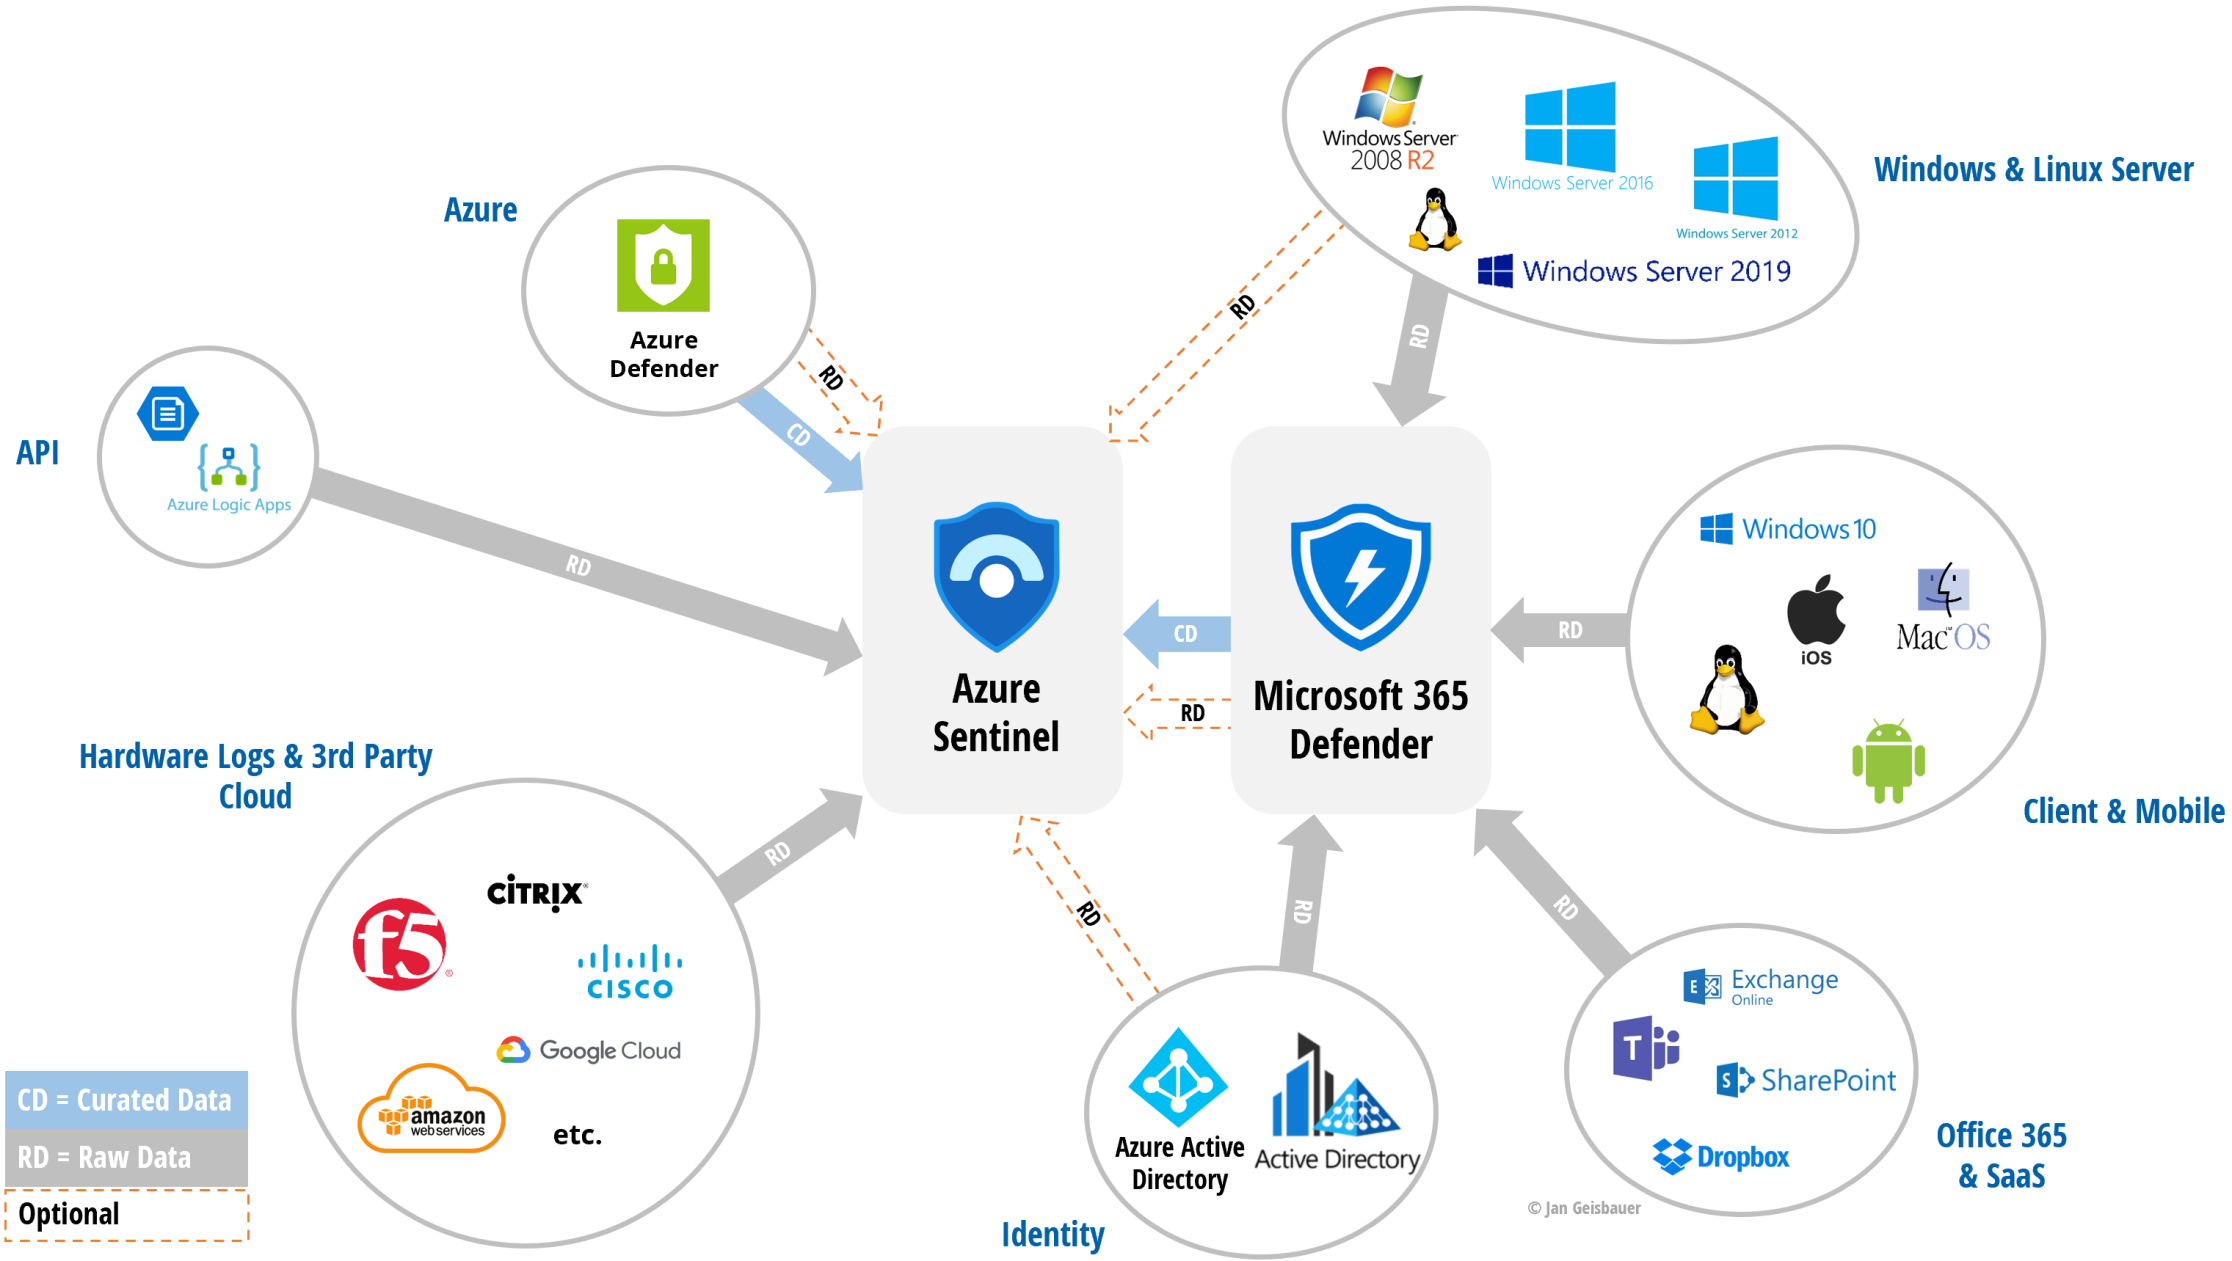 Windows Server
2008 R2
Windows Server 2016
Windows Server 2012
Windows Server 2019
Windows & Linux Server
Azure
Azure
Defender
RD
CD
RD
RD
API
Azure Logic Apps
RD
Azure
Sentinel
CD
RD
Microsoft 365
Defender
RD
Windows 10
iOS
Mac™OS
Client & Mobile
Hardware Logs & 3rd Party
Cloud
RD
f5®
CITRIX®
CISCO
Google Cloud
amazon
web services
etc.
RD
RD
RD
Azure Active
Directory
Active Directory
Identity
E
Exchange
Online
T
S
SharePoint
Dropbox
Office 365
& SaaS
© Jan Geisbauer
CD = Curated Data
RD = Raw Data
Optional